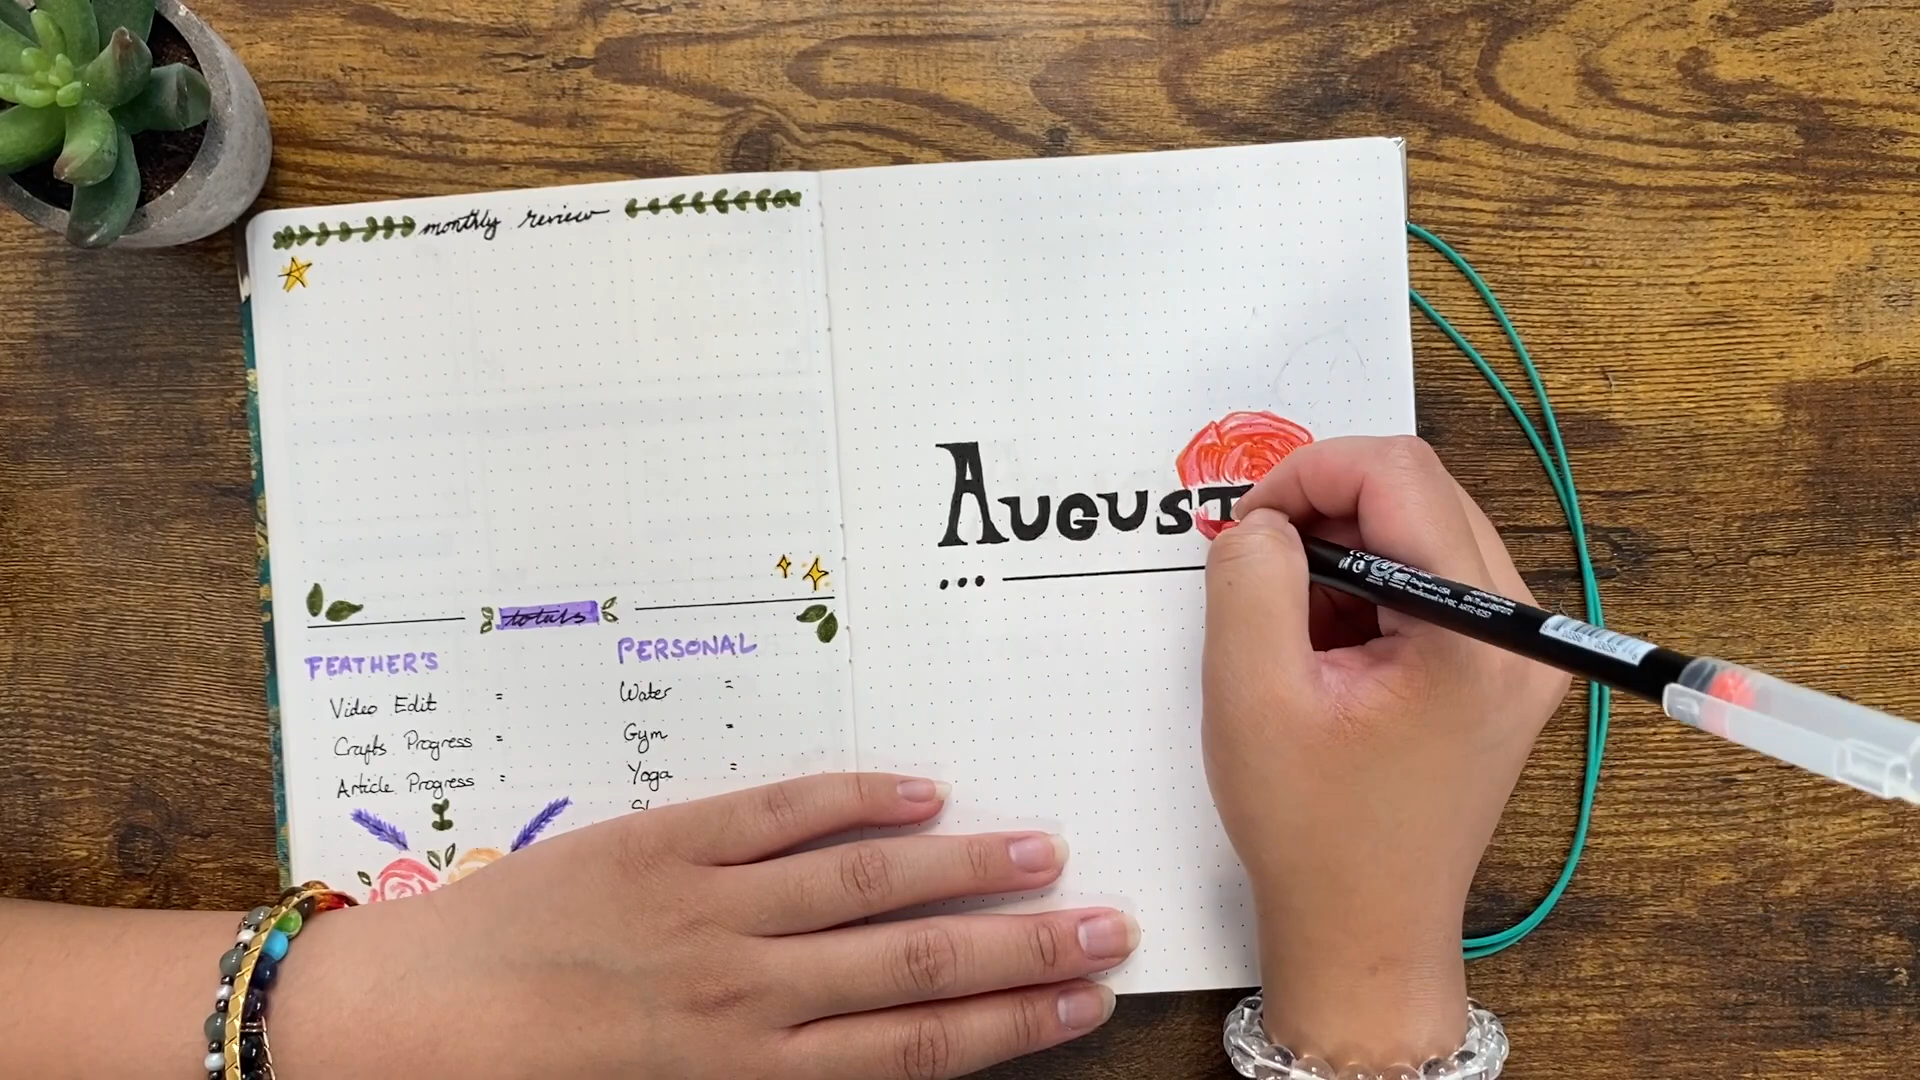 monthly review
totals
FEATHER'S
Video Edit =
Crafts Progress =
Article Progress =
PERSONAL
Water =
Gym =
Yoga =
AUGUST